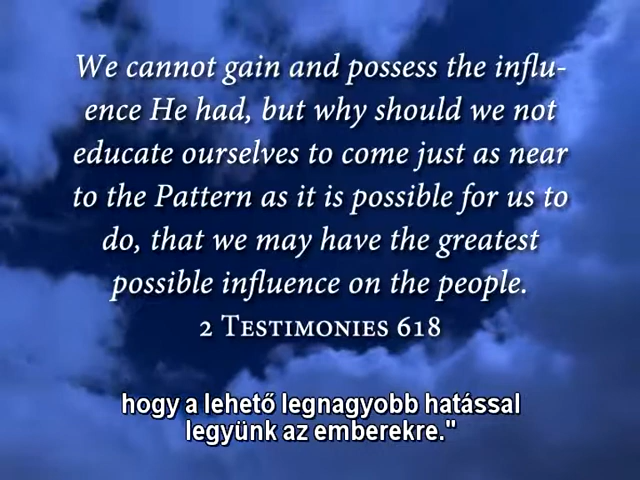 We cannot gain and possess the influ-
ence He had, but why should we not
educate ourselves to come just as near
to the Pattern as it is possible for us to
do, that we may have the greatest
possible influence on the people.
2 Testimonies 618
hogy a lehető legnagyobb hatással
legyünk az emberekre."